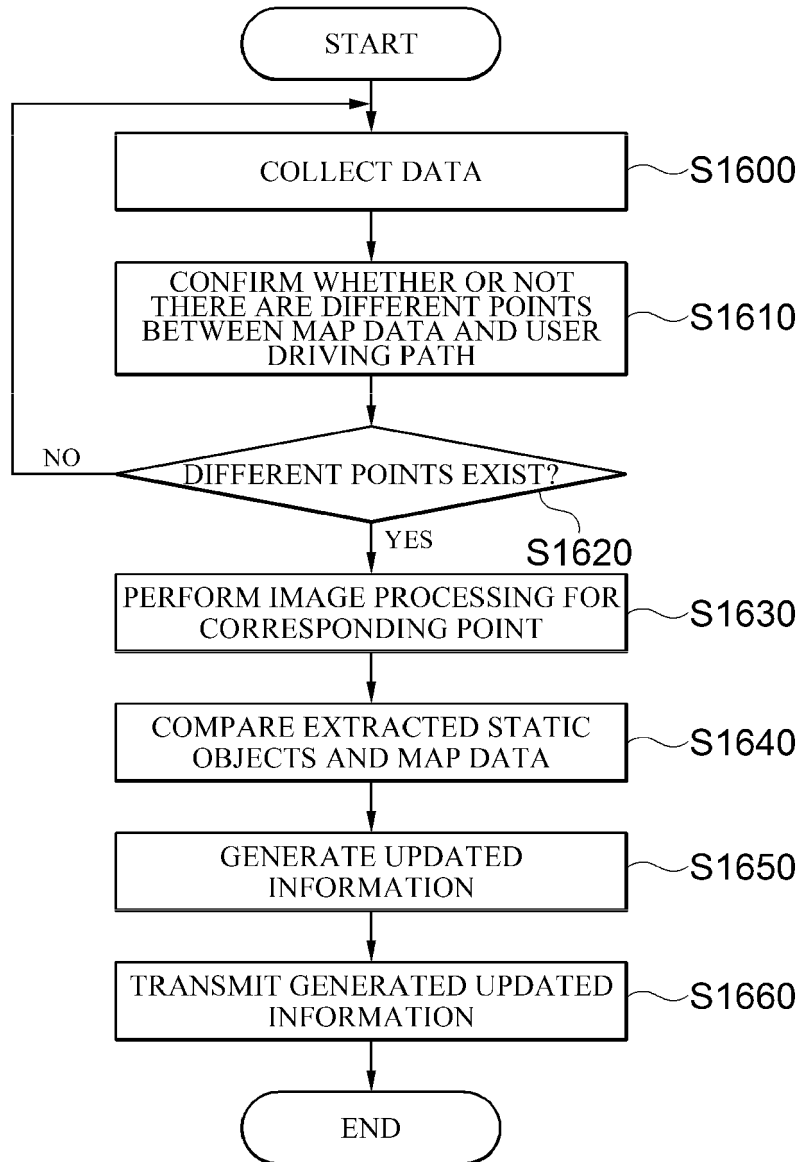 START
COLLECT DATA
S1600
CONFIRM WHETHER OR NOT
THERE ARE DIFFERENT POINTS
BETWEEN MAP DATA AND USER
DRIVING PATH
S1610
NO
DIFFERENT POINTS EXIST?
S1620
YES
PERFORM IMAGE PROCESSING FOR
CORRESPONDING POINT
S1630
COMPARE EXTRACTED STATIC
OBJECTS AND MAP DATA
S1640
GENERATE UPDATED
INFORMATION
S1650
TRANSMIT GENERATED UPDATED
INFORMATION
S1660
END